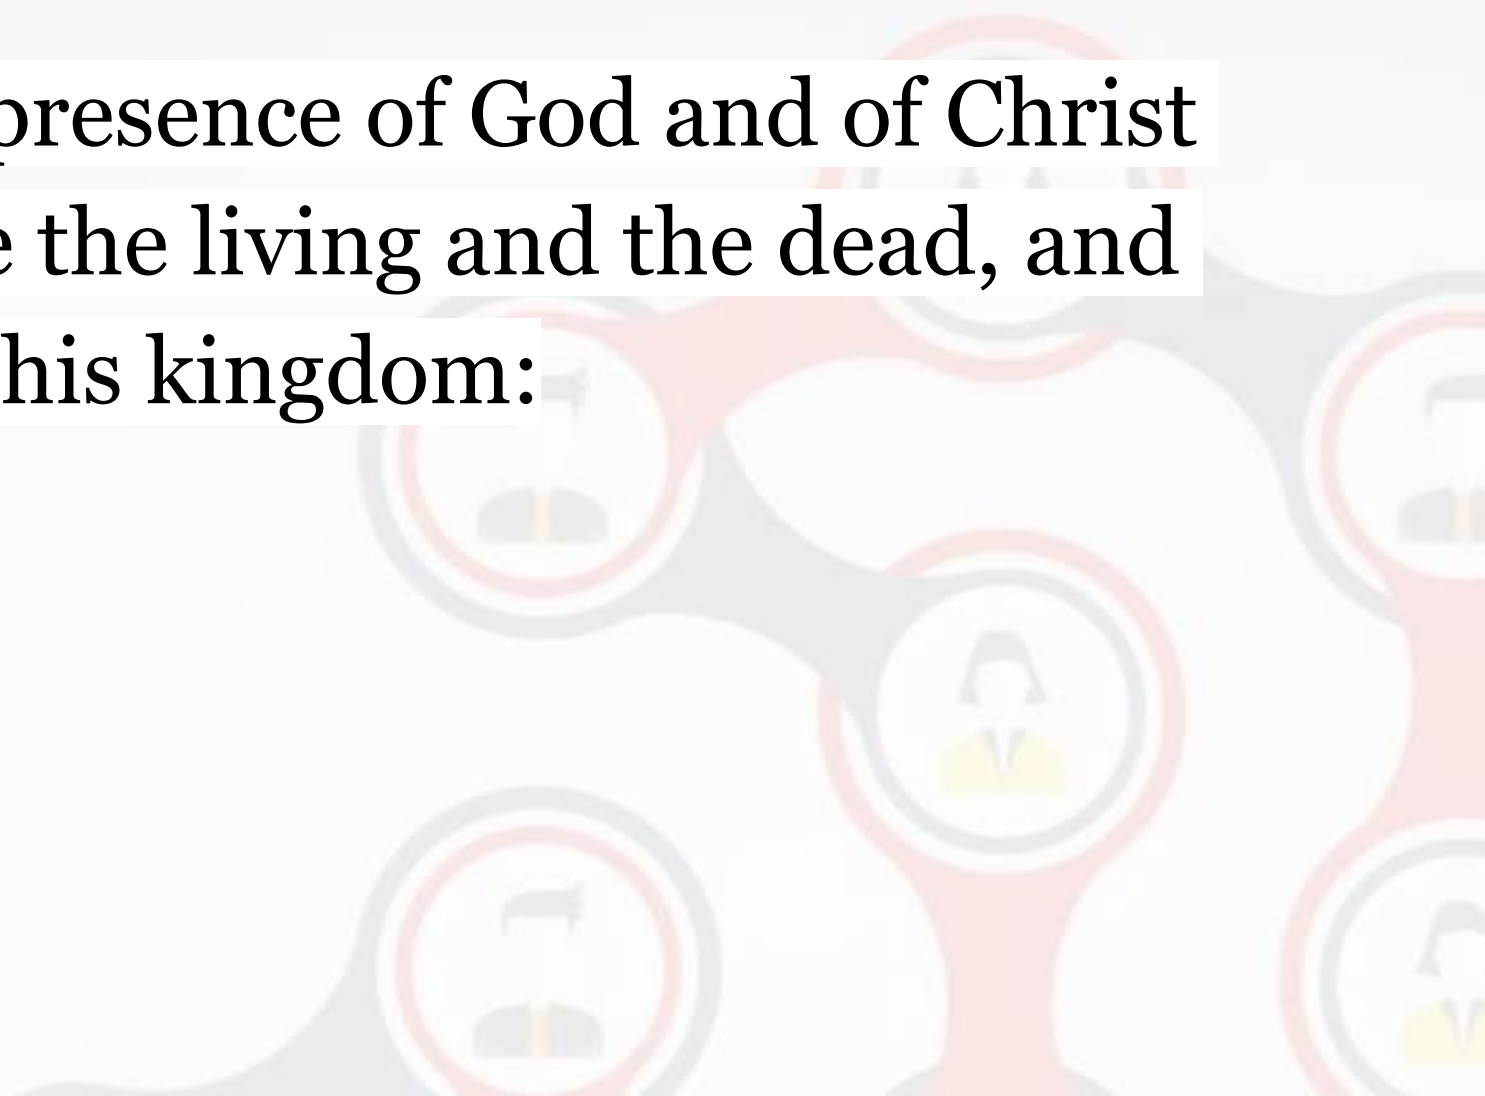 presence of God and of Christ
the living and the dead, and
his kingdom: